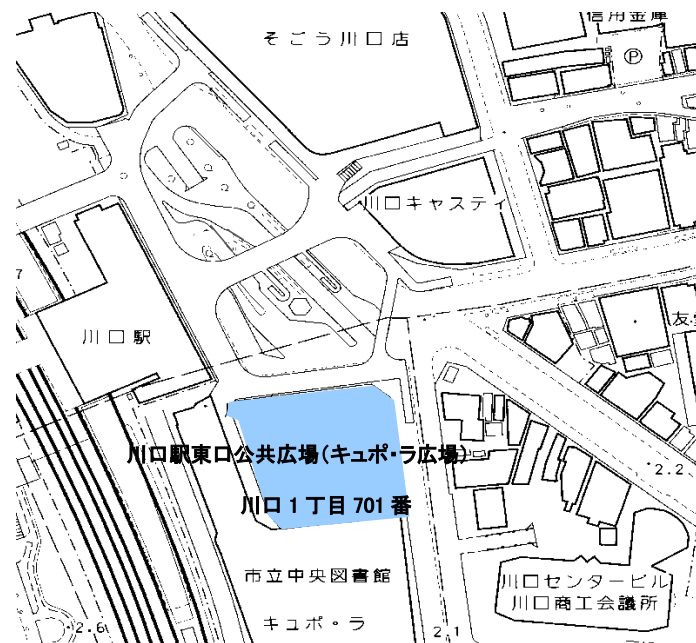 信用金庫
そごう川口店
Ⓟ
川口キャスティ
7
友
川口駅
川口駅東口公共広場(キュポ・ラ広場)
2.2
川口1丁目701番
市立中央図書館
川口センタービル
川口商工会議所
キュポ・ラ
2.6
2.1